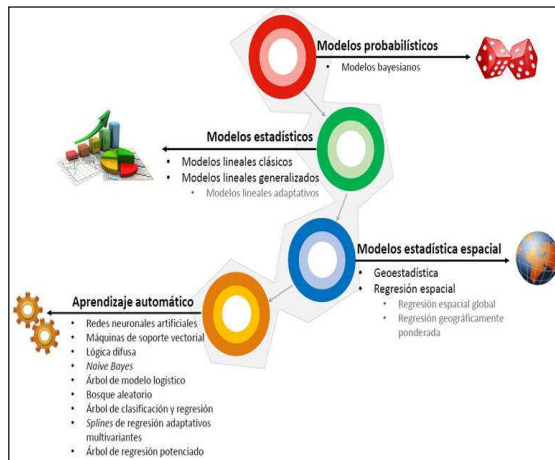 Modelos probabilísticos
• Modelos bayesianos
Modelos estadísticos
• Modelos lineales clásicos
• Modelos lineales generalizados
• Modelos lineales adaptativos
Modelos estadística espacial
• Geoestadística
• Regresión espacial
• Regresión espacial global
• Regresión geográficamente
ponderada
Aprendizaje automático
• Redes neuronales artificiales
• Máquinas de soporte vectorial
• Lógica difusa
• Naive Bayes
• Árbol de modelo logístico
• Bosque aleatorio
• Árbol de clasificación y regresión
• Splines de regresión adaptativos
multivariantes
• Árbol de regresión potenciado